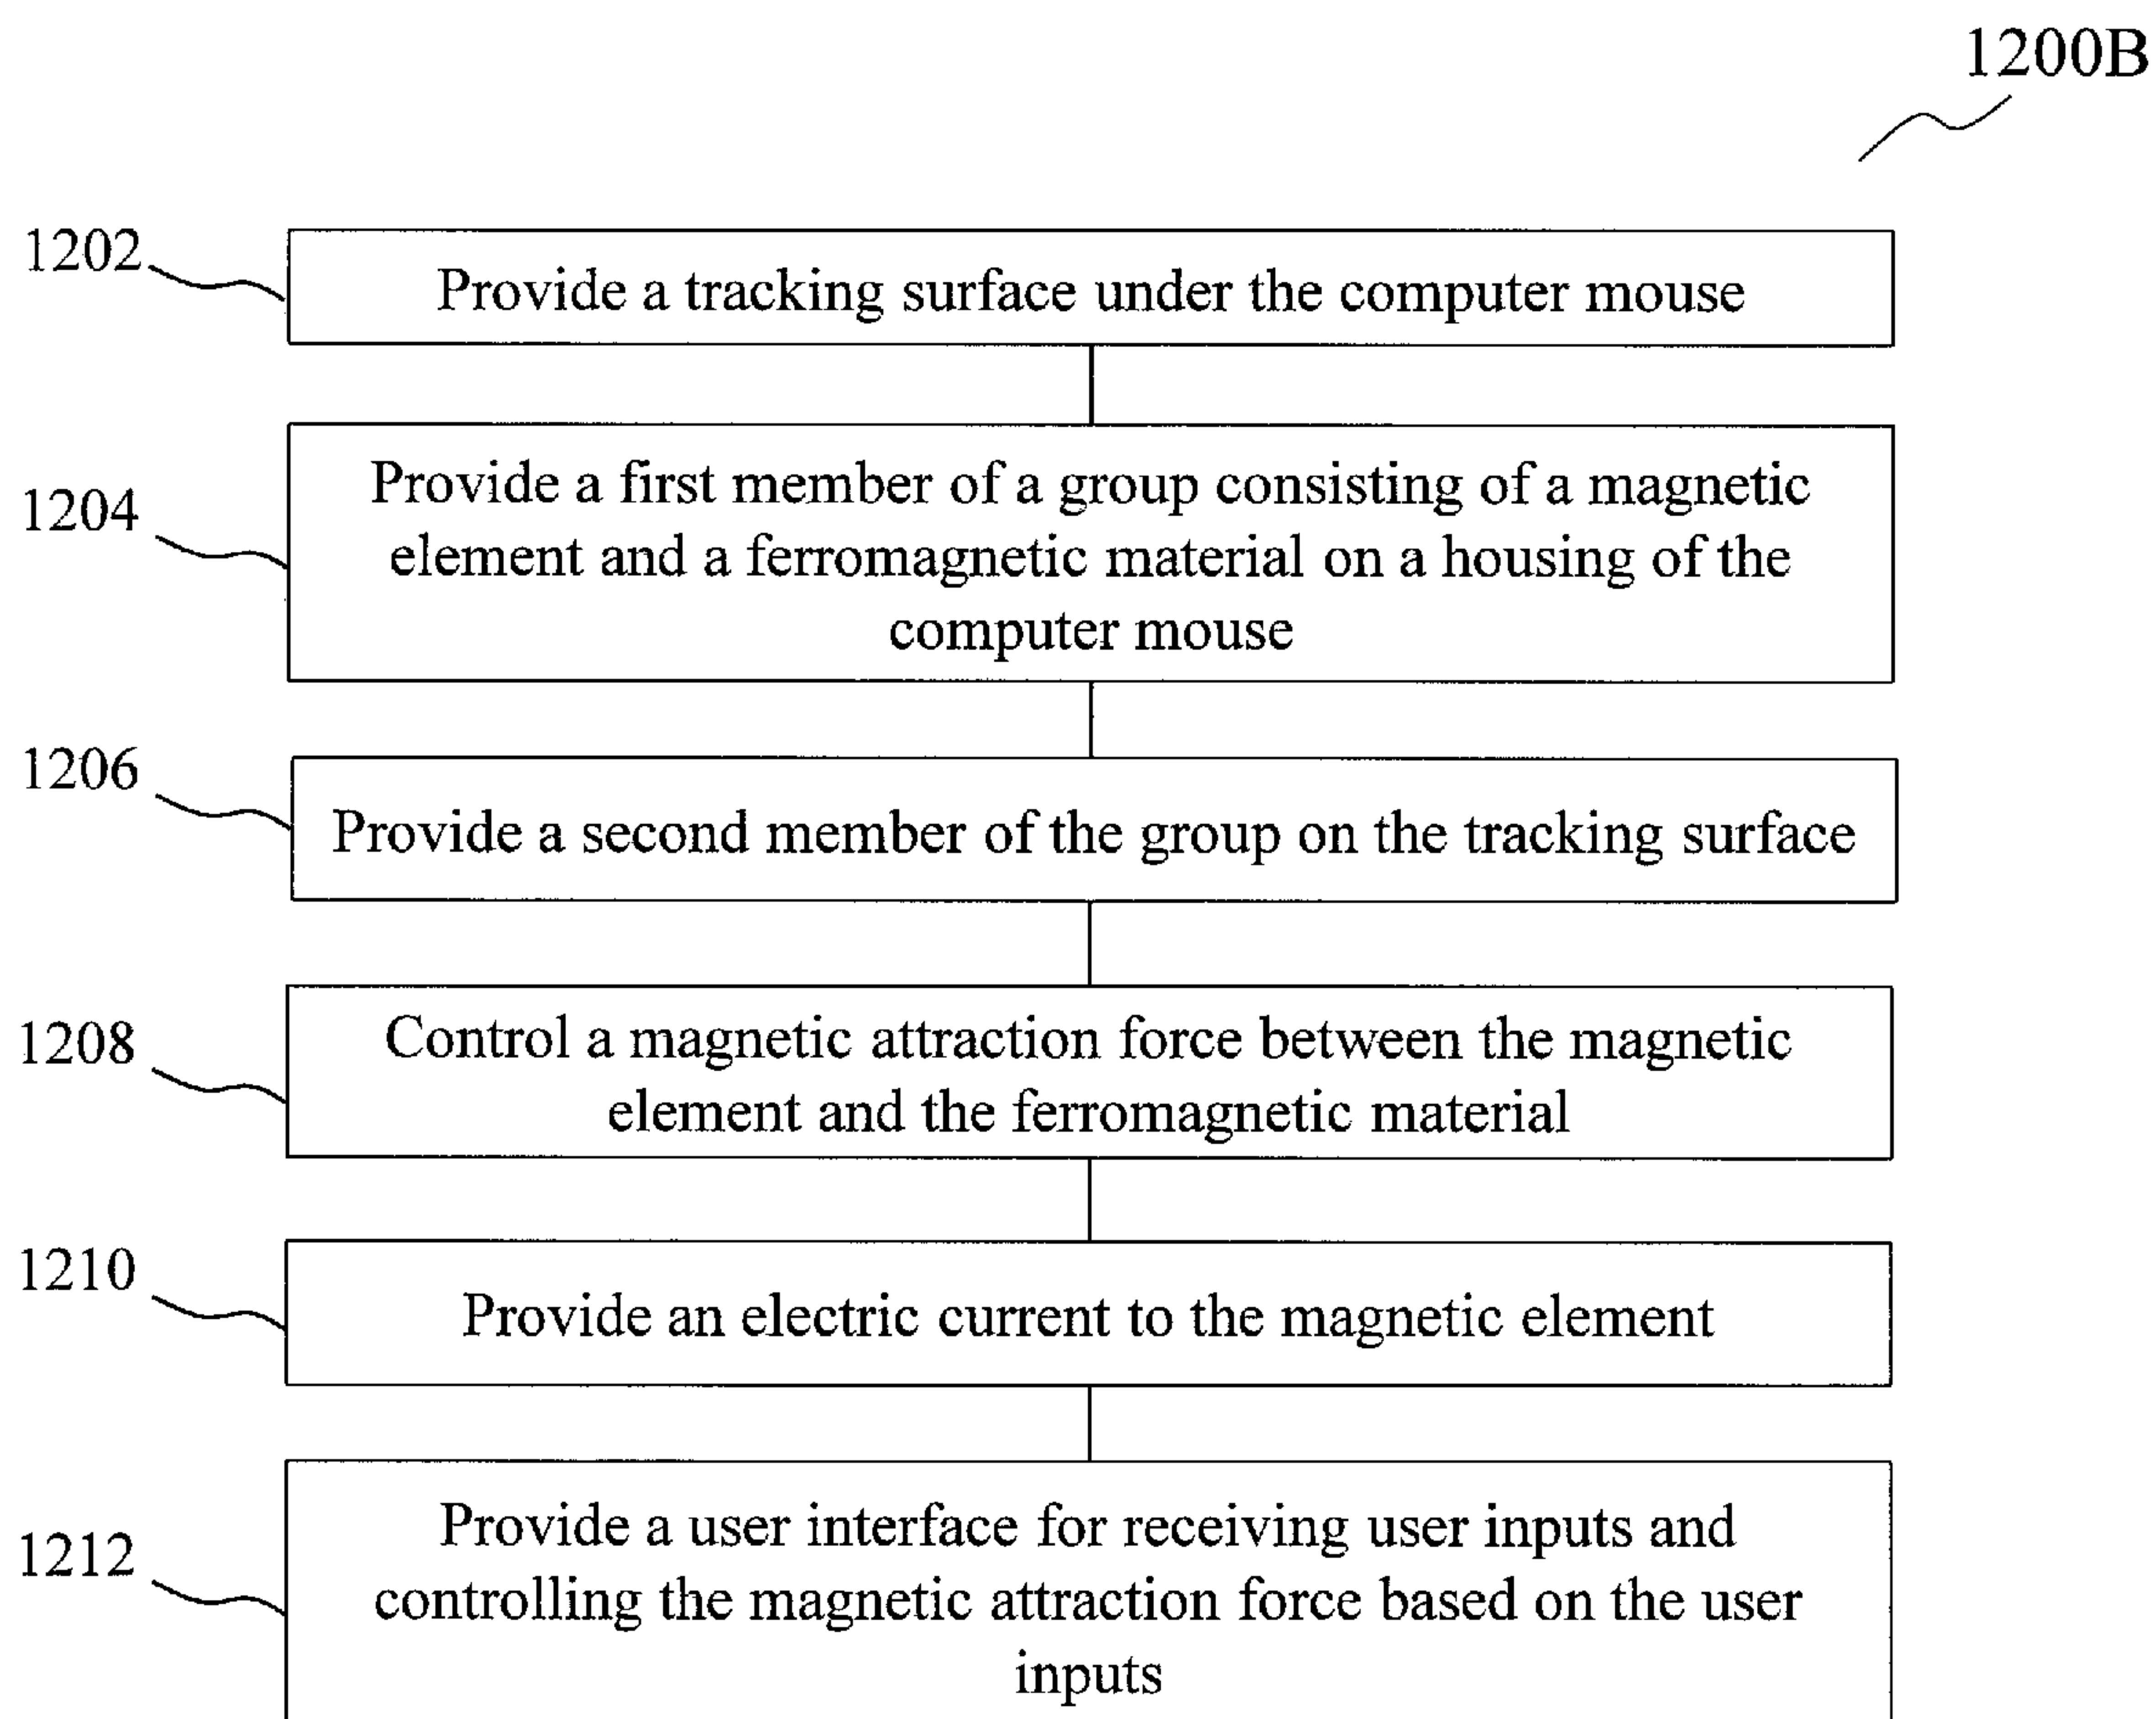 1200B
1202
Provide a tracking surface under the computer mouse
1204
Provide a first member of a group consisting of a magnetic
element and a ferromagnetic material on a housing of the
computer mouse
1206
Provide a second member of the group on the tracking surface
1208
Control a magnetic attraction force between the magnetic
element and the ferromagnetic material
1210
Provide an electric current to the magnetic element
1212
Provide a user interface for receiving user inputs and
controlling the magnetic attraction force based on the user
inputs